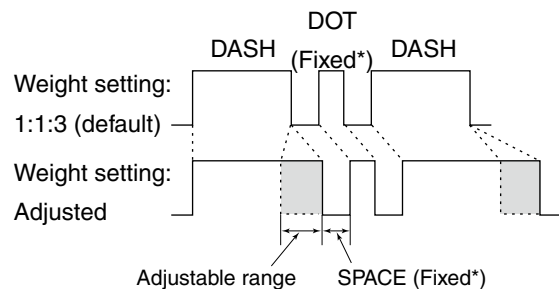 DOT
DASH (Fixed*) DASH
Weight setting:
1:1:3 (default)
Weight setting:
Adjusted
Adjustable range SPACE (Fixed*)